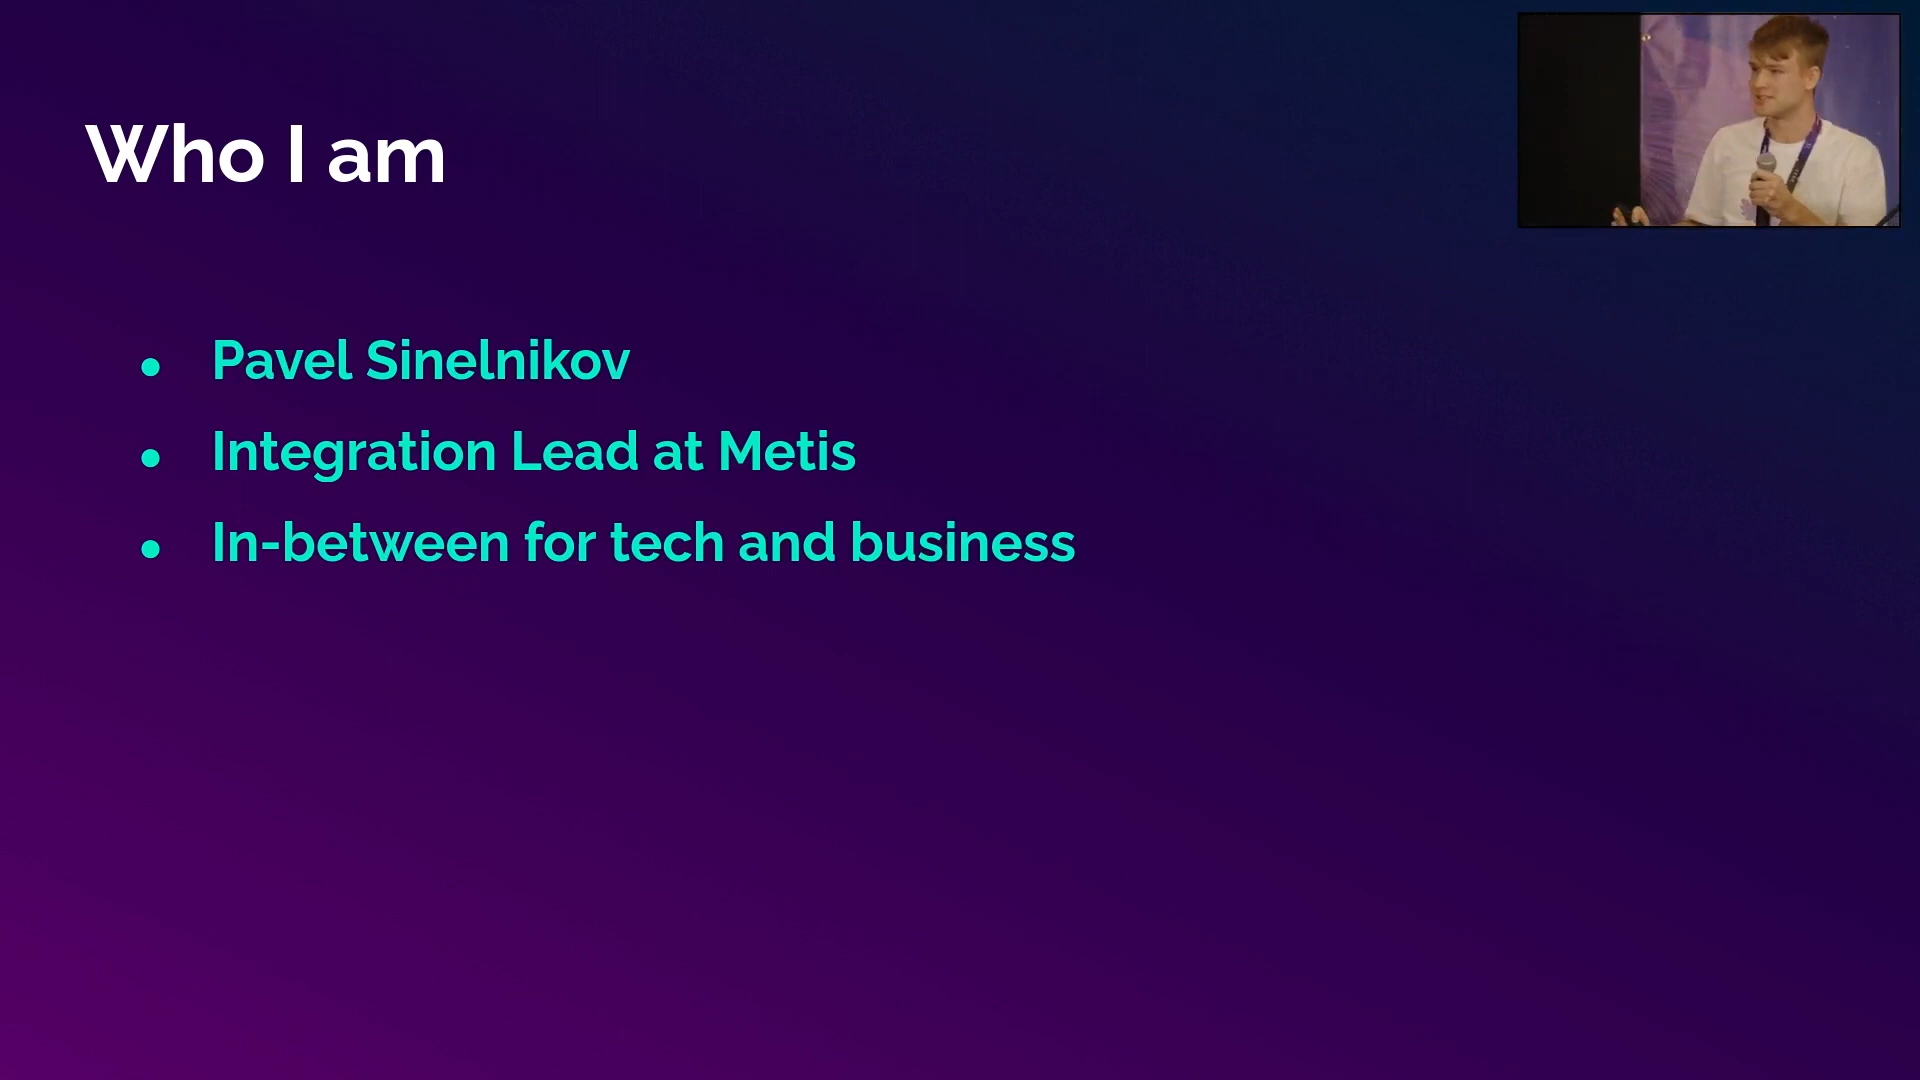 Who I am
● Pavel Sinelnikov
● Integration Lead at Metis
● In-between for tech and business